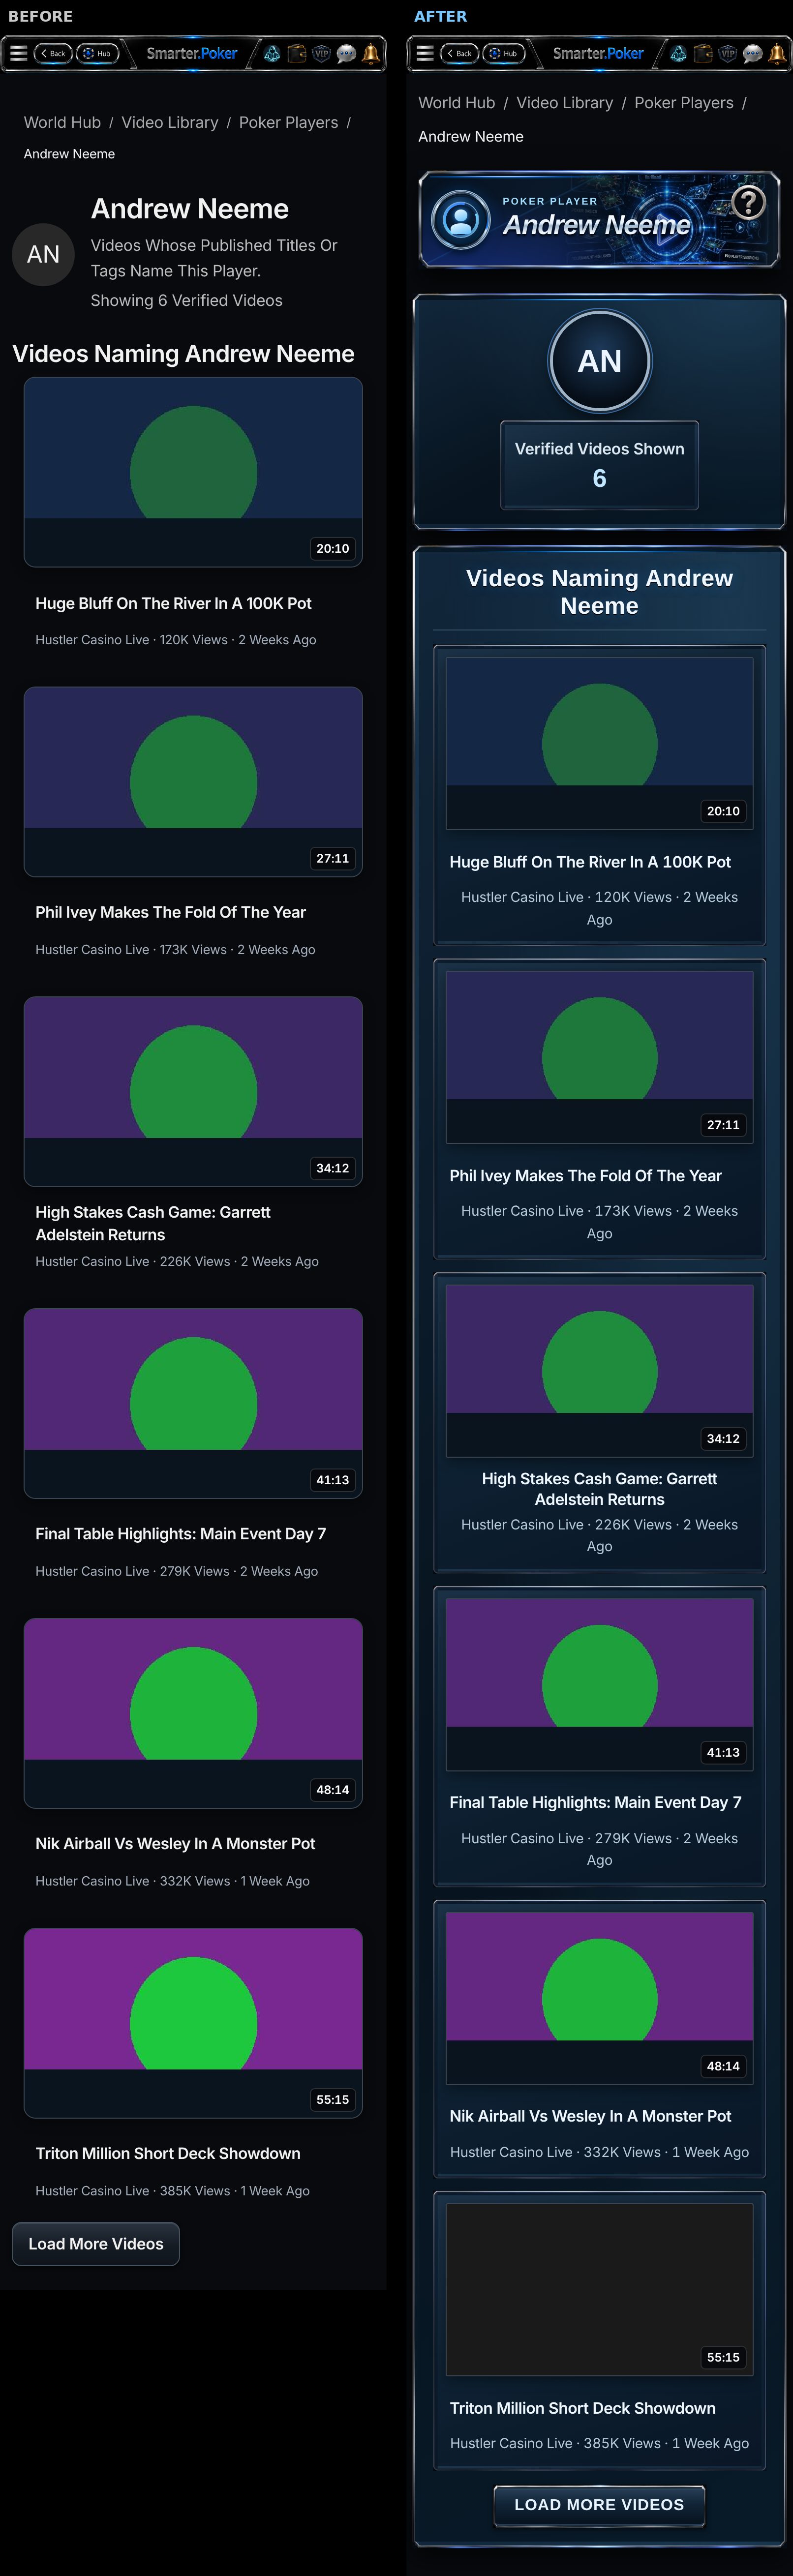 BEFORE
Back
Hub
Smarter.Poker
VIP
World Hub / Video Library / Poker Players /
Andrew Neeme
AN
Andrew Neeme
Videos Whose Published Titles Or
Tags Name This Player.
Showing 6 Verified Videos
Videos Naming Andrew Neeme
20:10
Huge Bluff On The River In A 100K Pot
Hustler Casino Live · 120K Views · 2 Weeks Ago
27:11
Phil Ivey Makes The Fold Of The Year
Hustler Casino Live · 173K Views · 2 Weeks Ago
34:12
High Stakes Cash Game: Garrett
Adelstein Returns
Hustler Casino Live · 226K Views · 2 Weeks Ago
41:13
Final Table Highlights: Main Event Day 7
Hustler Casino Live · 279K Views · 2 Weeks Ago
48:14
Nik Airball Vs Wesley In A Monster Pot
Hustler Casino Live · 332K Views · 1 Week Ago
55:15
Triton Million Short Deck Showdown
Hustler Casino Live · 385K Views · 1 Week Ago
Load More Videos
AFTER
Back
Hub
Smarter.Poker
VIP
World Hub / Video Library / Poker Players /
Andrew Neeme
POKER PLAYER
Andrew Neeme
?
AN
Verified Videos Shown
6
Videos Naming Andrew
Neeme
20:10
Huge Bluff On The River In A 100K Pot
Hustler Casino Live · 120K Views · 2 Weeks
Ago
27:11
Phil Ivey Makes The Fold Of The Year
Hustler Casino Live · 173K Views · 2 Weeks
Ago
34:12
High Stakes Cash Game: Garrett
Adelstein Returns
Hustler Casino Live · 226K Views · 2 Weeks
Ago
41:13
Final Table Highlights: Main Event Day 7
Hustler Casino Live · 279K Views · 2 Weeks
Ago
48:14
Nik Airball Vs Wesley In A Monster Pot
Hustler Casino Live · 332K Views · 1 Week Ago
55:15
Triton Million Short Deck Showdown
Hustler Casino Live · 385K Views · 1 Week Ago
LOAD MORE VIDEOS